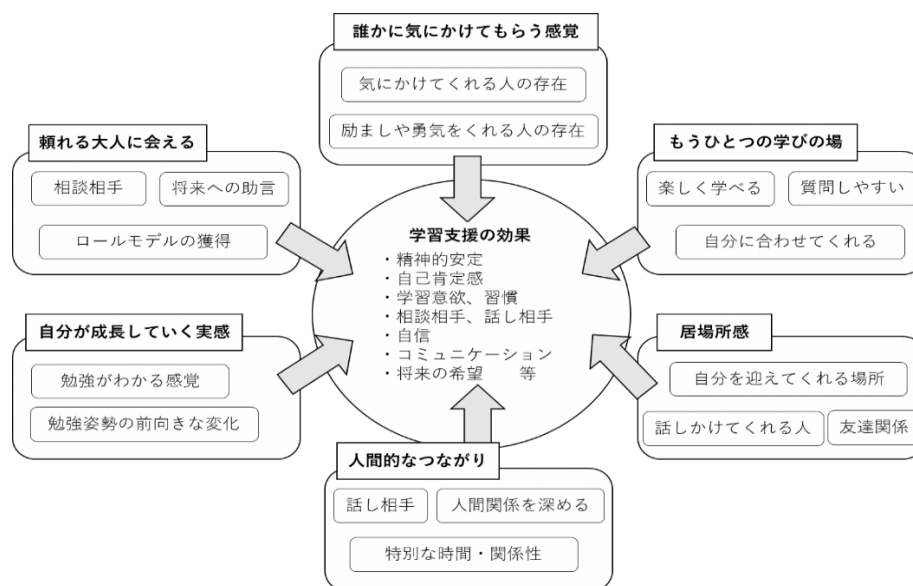 誰かに気にかけてもらう感覚
気にかけてくれる人の存在
励ましや勇気をくれる人の存在
頼れる大人に会える
相談相手
将来への助言
ロールモデルの獲得
もうひとつの学びの場
楽しく学べる
質問しやすい
自分に合わせてくれる
学習支援の効果
・精神的安定
・自己肯定感
・学習意欲、習慣
・相談相手、話し相手
・自信
・コミュニケーション
・将来の希望　　等
自分が成長していく実感
勉強がわかる感覚
勉強姿勢の前向きな変化
居場所感
自分を迎えてくれる場所
話しかけてくれる人
友達関係
人間的なつながり
話し相手
人間関係を深める
特別な時間・関係性